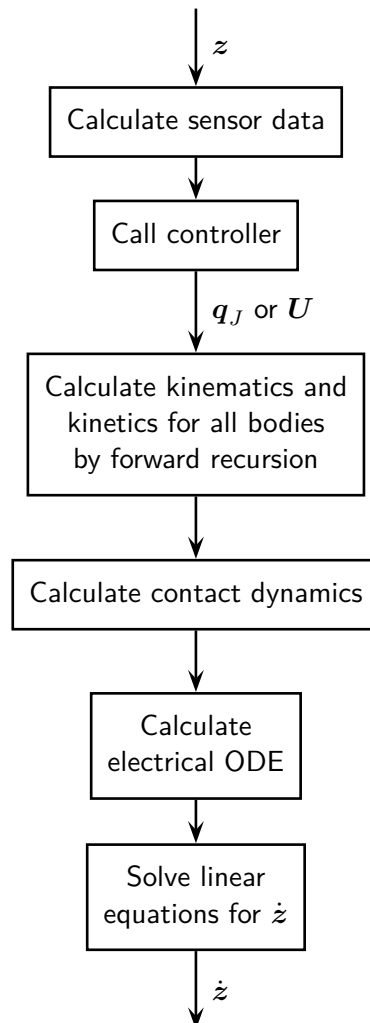 z
Calculate sensor data
Call controller
q_J or U
Calculate kinematics and
kinetics for all bodies
by forward recursion
Calculate contact dynamics
Calculate
electrical ODE
Solve linear
equations for ż
ż